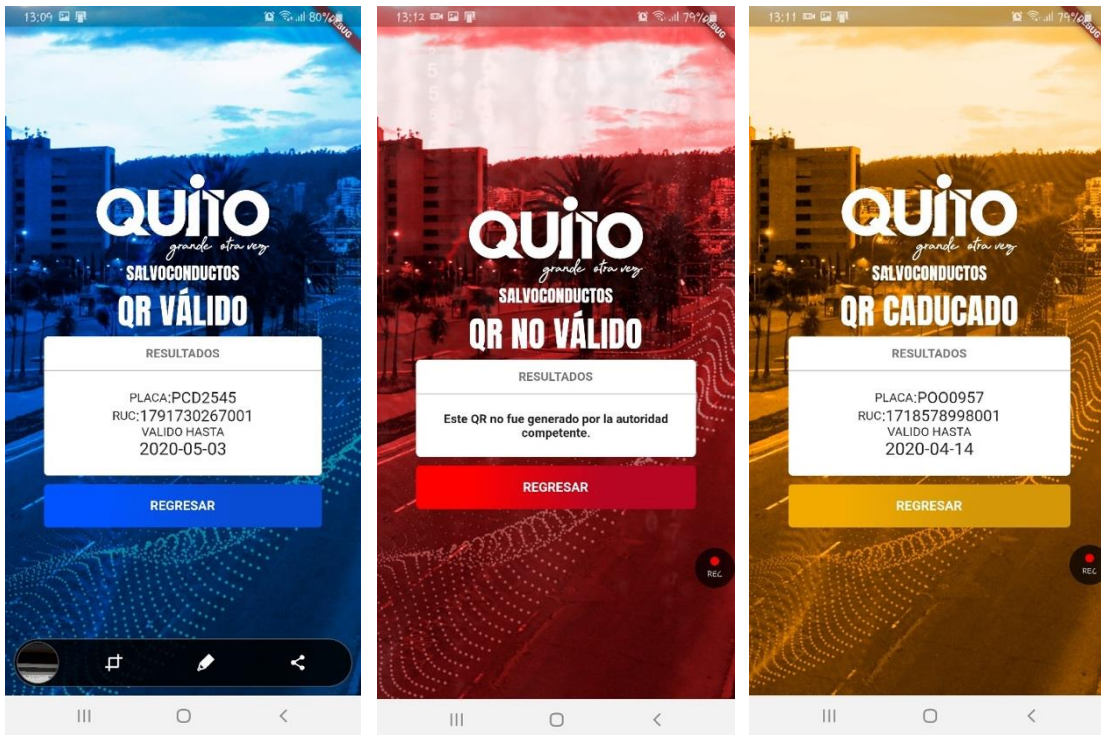 13:09
80%
DEBUG
QUITO
grande otra vez
SALVOCONDUCTOS
QR VÁLIDO
RESULTADOS
PLACA:PCD2545
RUC:1791730267001
VALIDO HASTA
2020-05-03
REGRESAR
13:12
79%
DEBUG
QUITO
grande otra vez
SALVOCONDUCTOS
QR NO VÁLIDO
RESULTADOS
Este QR no fue generado por la autoridad
competente.
REGRESAR
REC
13:11
79%
DEBUG
QUITO
grande otra vez
SALVOCONDUCTOS
QR CADUCADO
RESULTADOS
PLACA:POO0957
RUC:1718578998001
VALIDO HASTA
2020-04-14
REGRESAR
REC